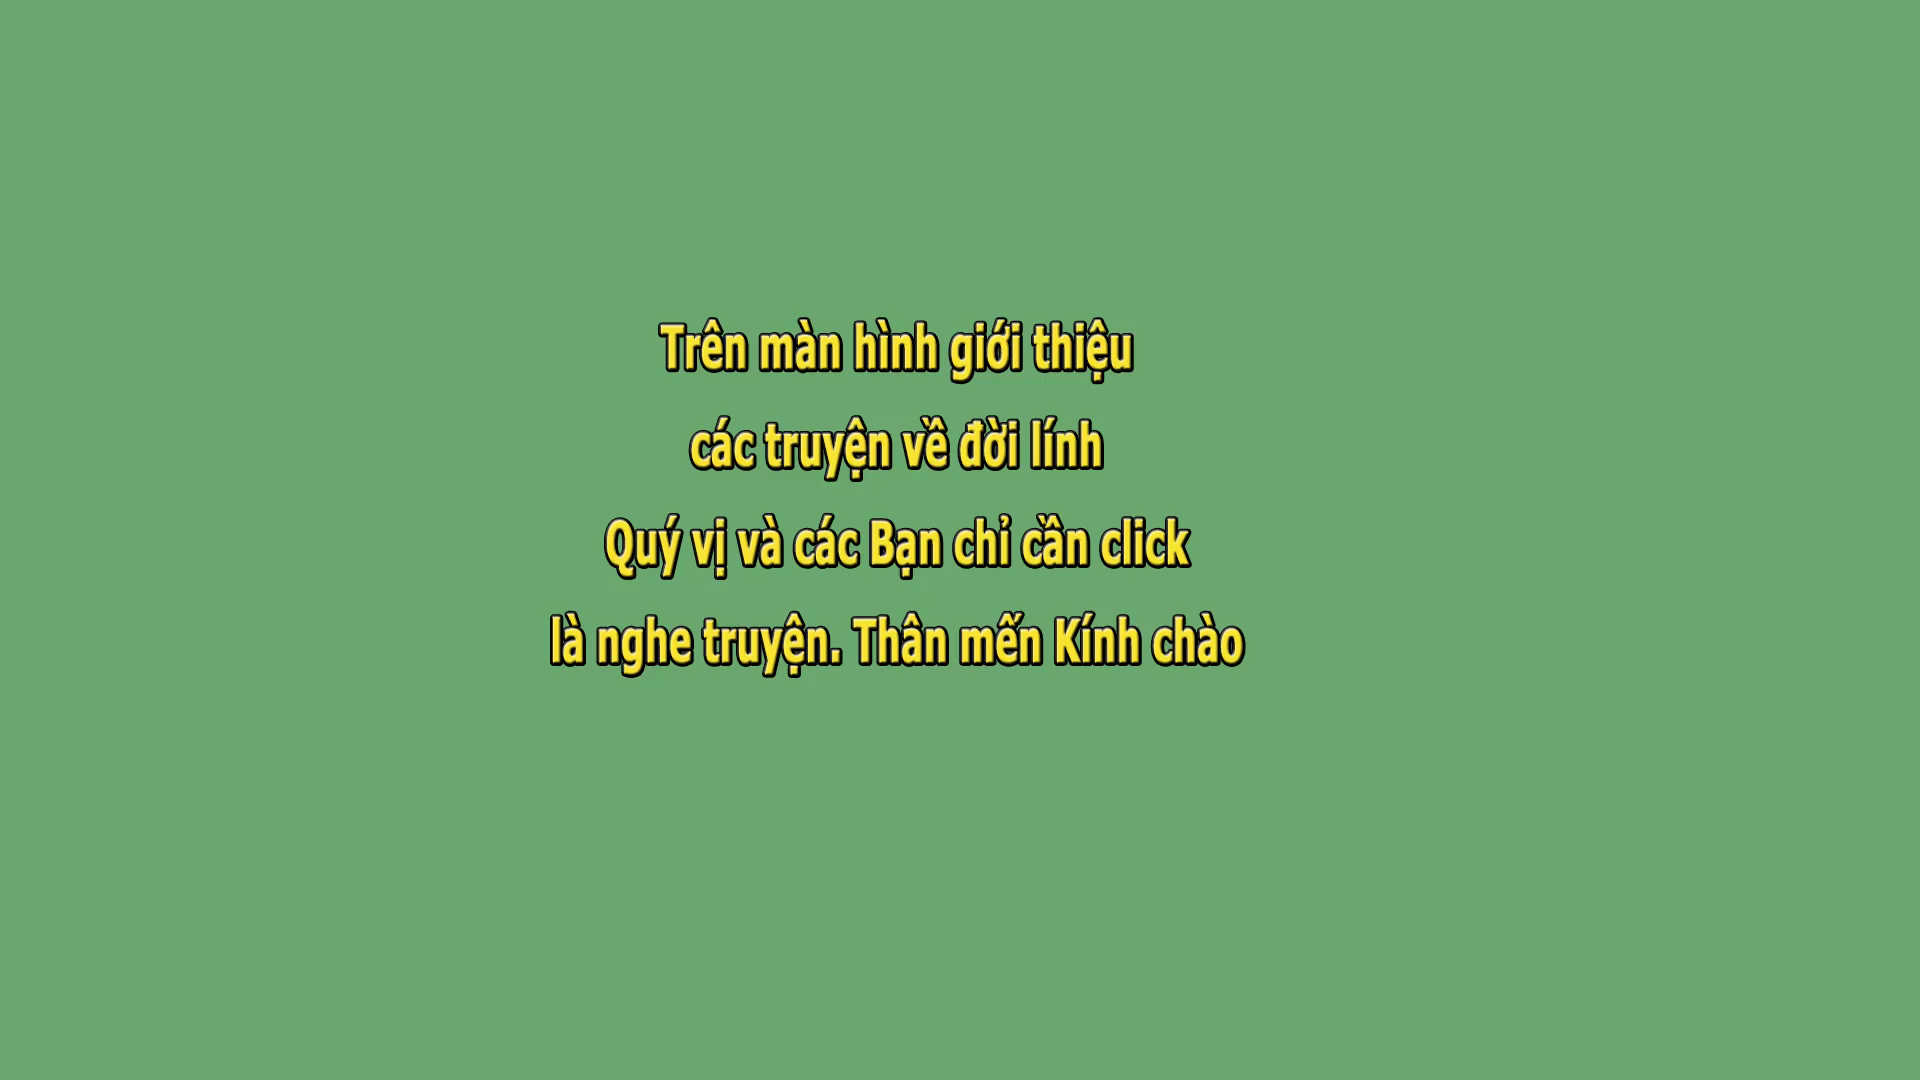 Trên màn hình giới thiệu
các truyện về đời lính
Quý vị và các Bạn chỉ cần click
là nghe truyện. Thân mến Kính chào